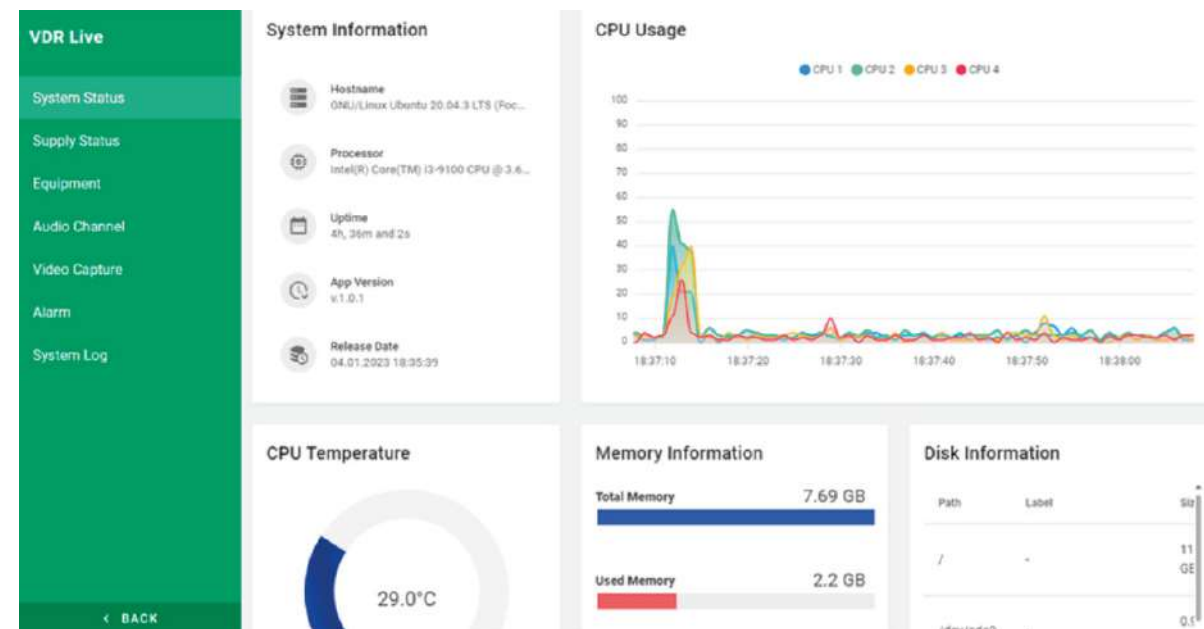 VDR Live
System Status
Supply Status
Equipment
Audio Channel
Video Capture
Alarm
System Log
< BACK
System Information
Hostname
GNU/Linux Ubuntu 20.04.3 LTS (Foc...
Processor
Intel(R) Core(TM) i3-9100 CPU @ 3.6...
Uptime
4h, 36m and 2s
App Version
v.1.0.1
Release Date
04.01.2023 18:35:39
CPU Usage
CPU 1 CPU 2 CPU 3 CPU 4
100
90
80
70
60
50
40
30
20
10
0
18:37:10 18:37:20 18:37:30 18:37:40 18:37:50 18:38:00
CPU Temperature
29.0°C
Memory Information
Total Memory 7.69 GB
Used Memory 2.2 GB
Disk Information
Path Label
/ -